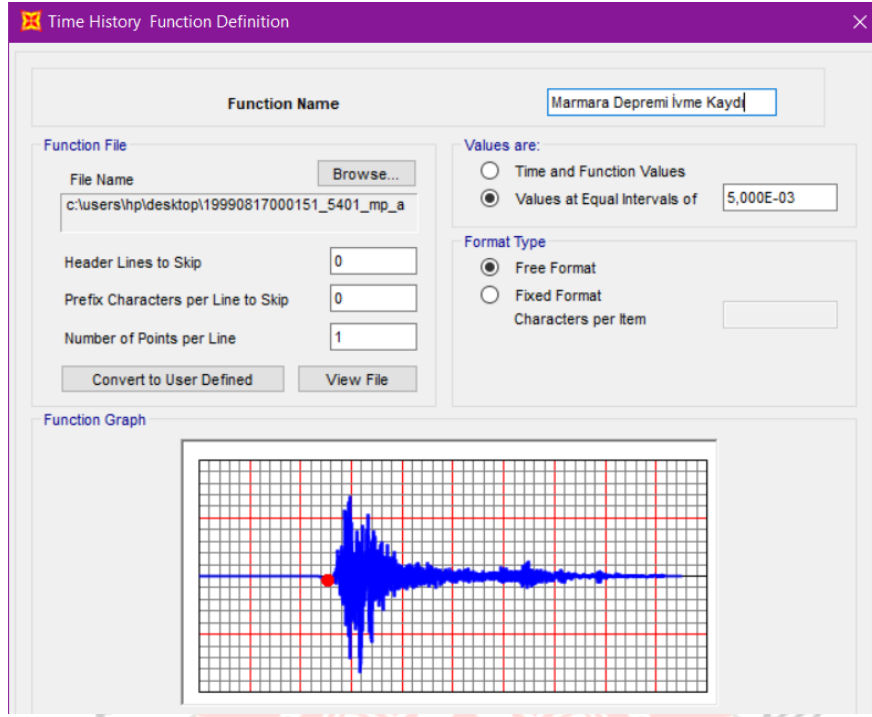 Time History Function Definition
Function Name
Marmara Depremi İvme Kaydı
Function File
File Name
Browse...
c:\users\hp\desktop\19990817000151_5401_mp_a
Header Lines to Skip
0
Prefix Characters per Line to Skip
0
Number of Points per Line
1
Convert to User Defined
View File
Values are:
Time and Function Values
Values at Equal Intervals of
5,000E-03
Format Type
Free Format
Fixed Format
Characters per Item
Function Graph